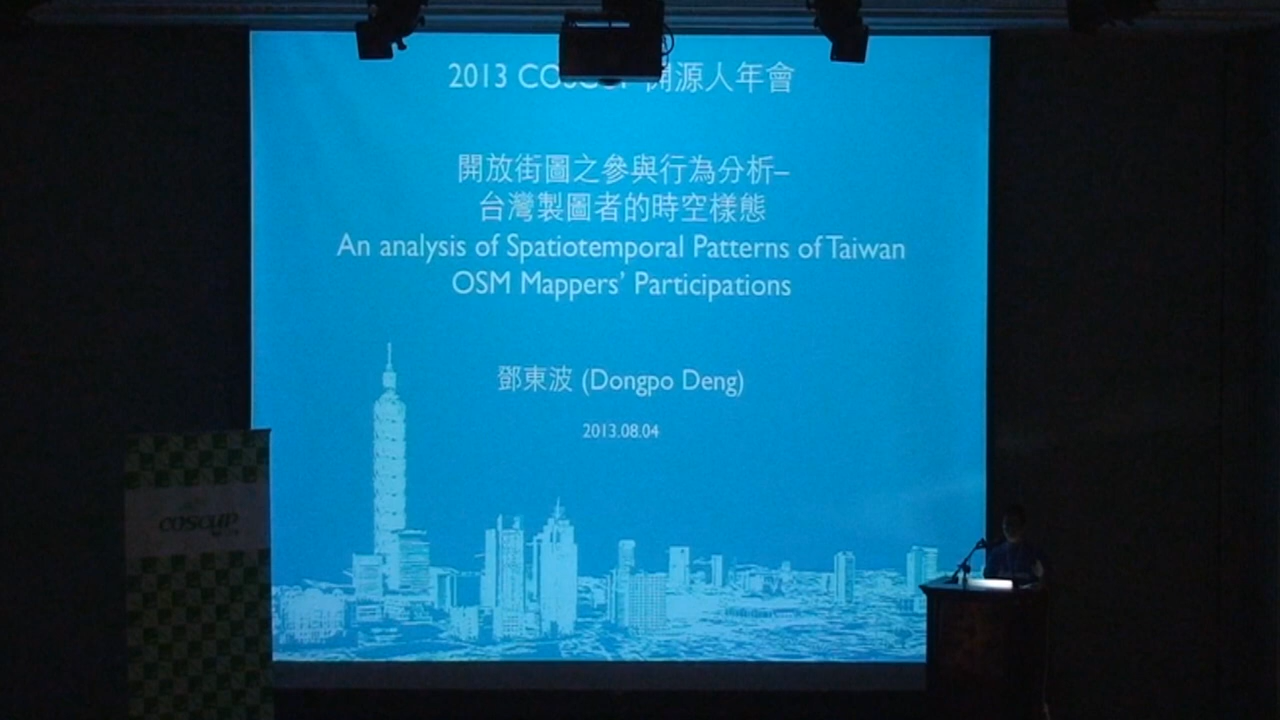 2013 COSCUP 開源人年會
開放街圖之參與行為分析–
台灣製圖者的時空樣態
An analysis of Spatiotemporal Patterns of Taiwan
OSM Mappers’ Participations
鄧東波 (Dongpo Deng)
2013.08.04
COSCUP